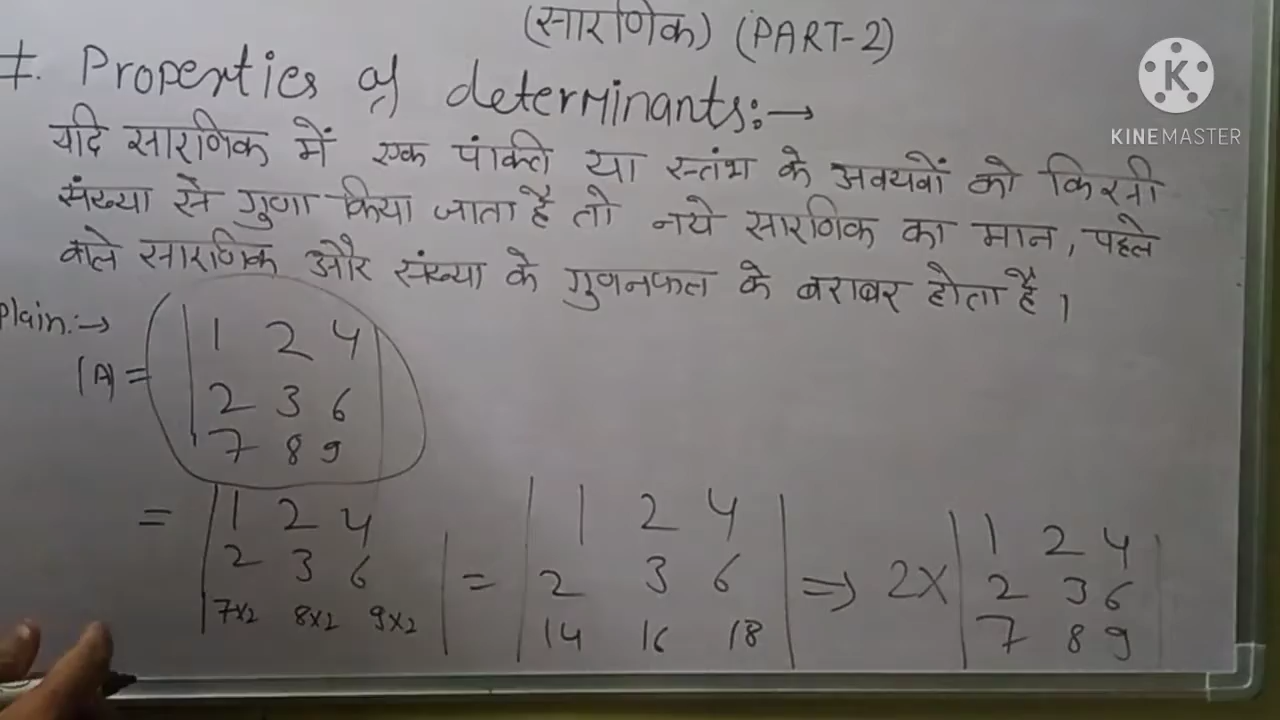 (सारणिक) (PART-2)
K
KINEMASTER
I. Properties of determinants:→
यदि सारणिक में एक पंक्ति या स्तंभ के अवयवों को किसी
संख्या से गुणा किया जाता है तो नये सारणिक का मान, पहले
वाले सारणिक और संख्या के गुणनफल के बराबर होता है।
plain:→
|A| = | 1 2 4 |
2 3 6
7 8 9
= | 1 2 4 | = | 1 2 4 | ⇒ 2× | 1 2 4 |
2 3 6 2 3 6 2 3 6
7×2 8×2 9×2 14 16 18 7 8 9